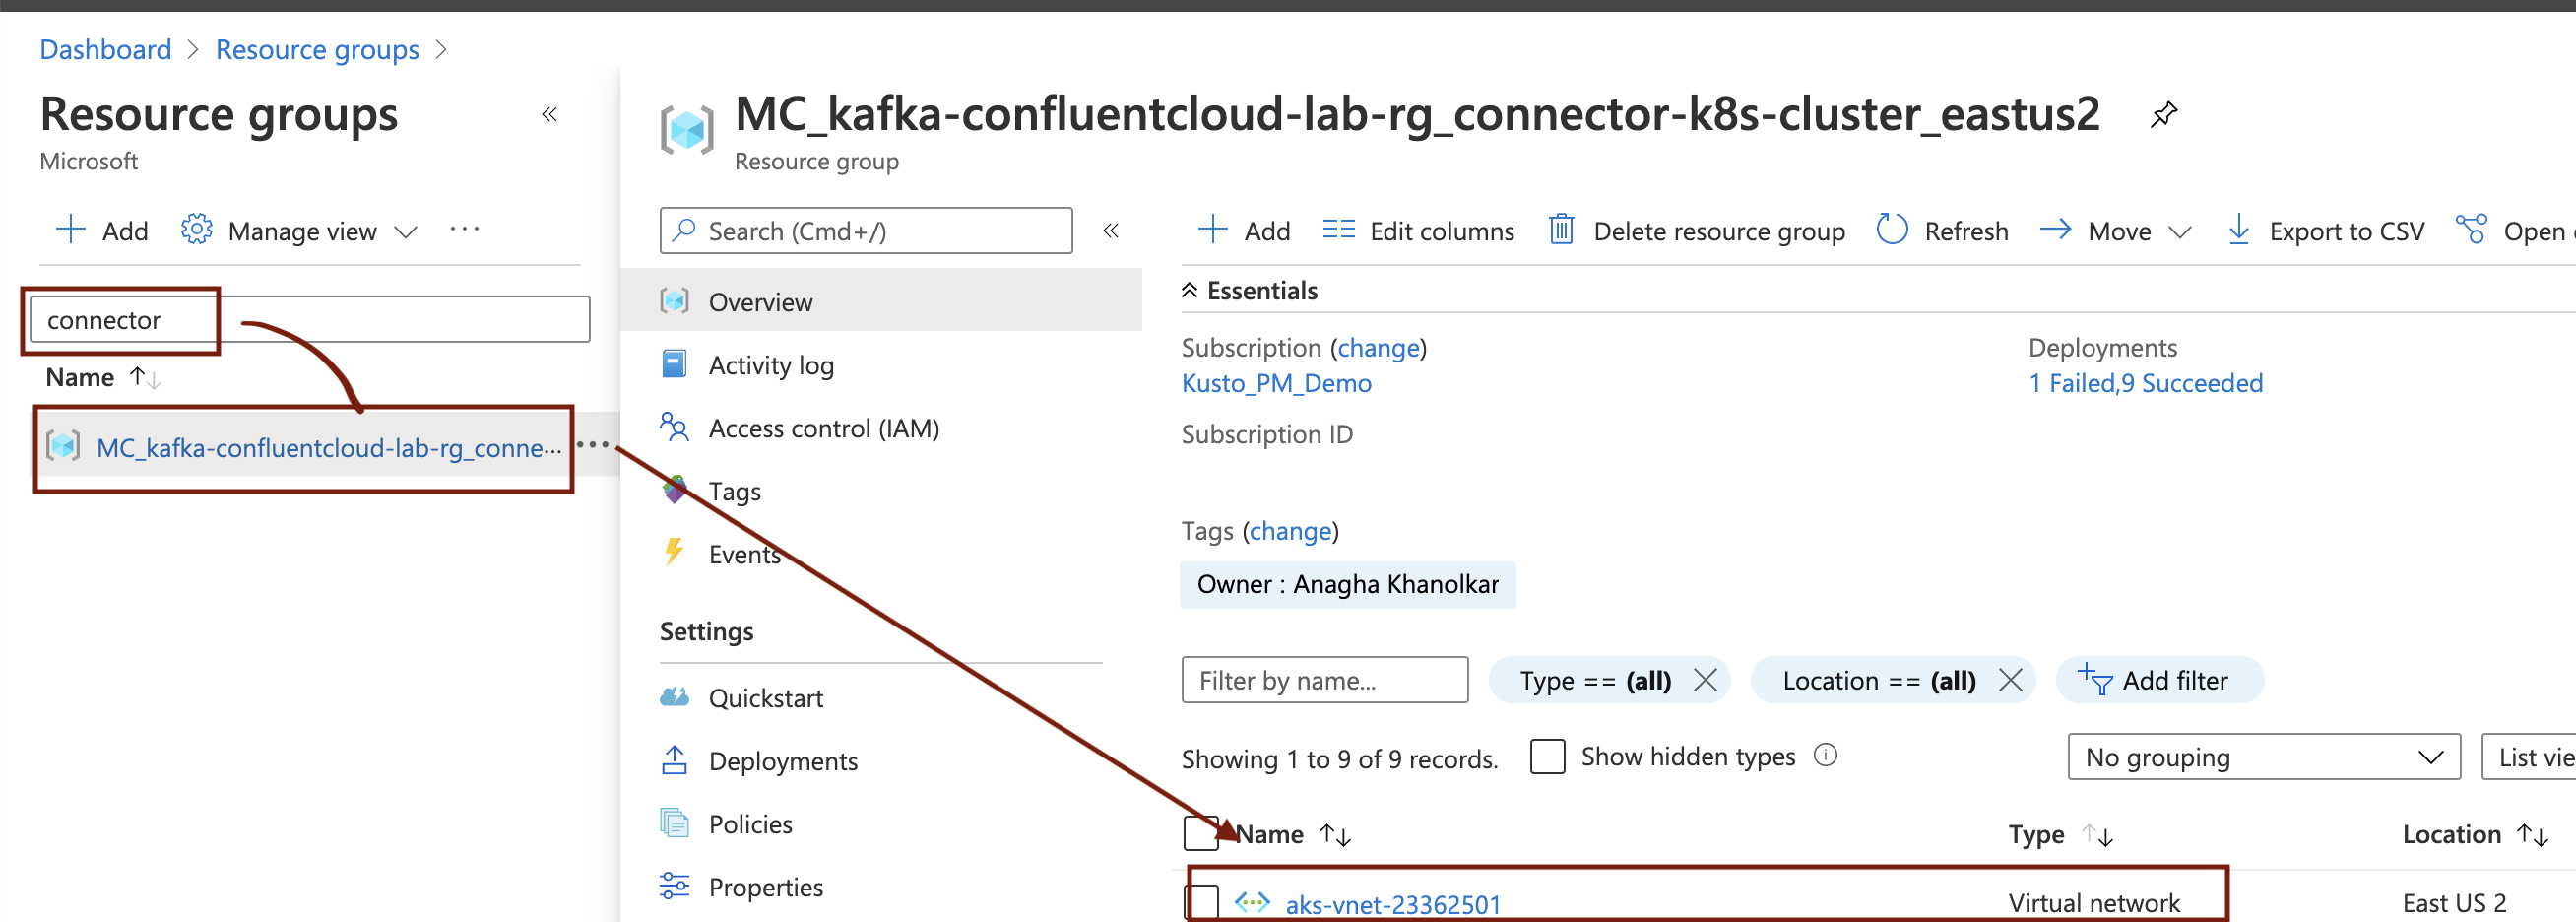 Dashboard > Resource groups >
Resource groups
Microsoft
Add
Manage view
connector
Name
MC_kafka-confluentcloud-lab-rg_conne...
MC_kafka-confluentcloud-lab-rg_connector-k8s-cluster_eastus2
Resource group
Search (Cmd+/)
Overview
Activity log
Access control (IAM)
Tags
Events
Settings
Quickstart
Deployments
Policies
Properties
Add
Edit columns
Delete resource group
Refresh
Move
Export to CSV
Open
Essentials
Subscription (change)
Kusto_PM_Demo
Subscription ID
Deployments
1 Failed,9 Succeeded
Tags (change)
Owner : Anagha Khanolkar
Filter by name...
Type == (all)
Location == (all)
Add filter
Showing 1 to 9 of 9 records.
Show hidden types
No grouping
List vie
Name
Type
Location
aks-vnet-23362501
Virtual network
East US 2